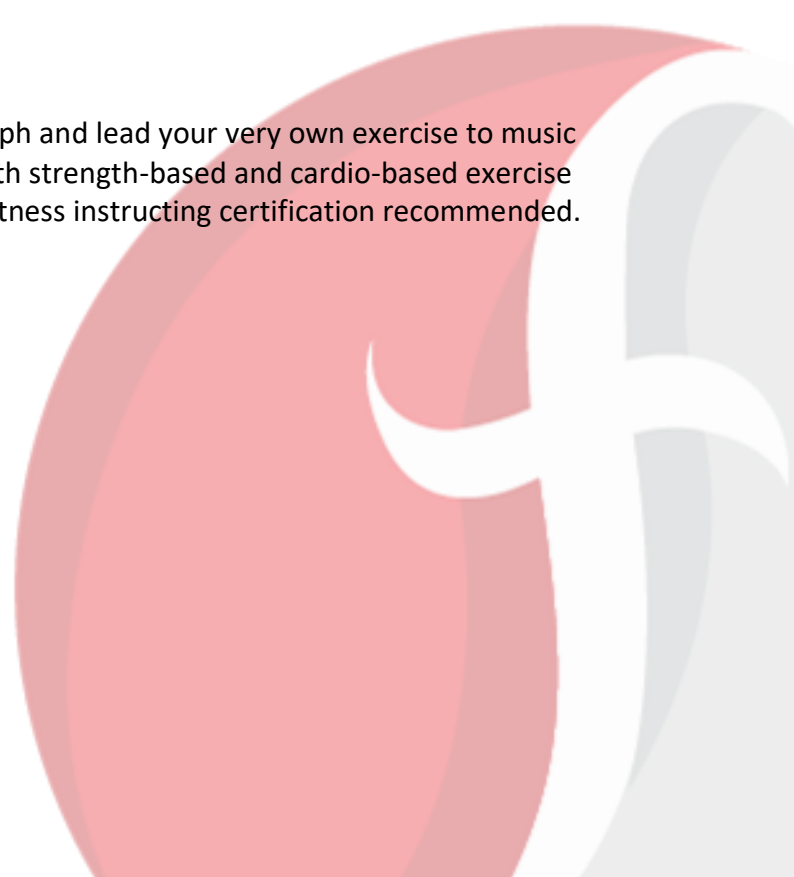 ph and lead your very own exercise to music
th strength-based and cardio-based exercise
tness instructing certification recommended.